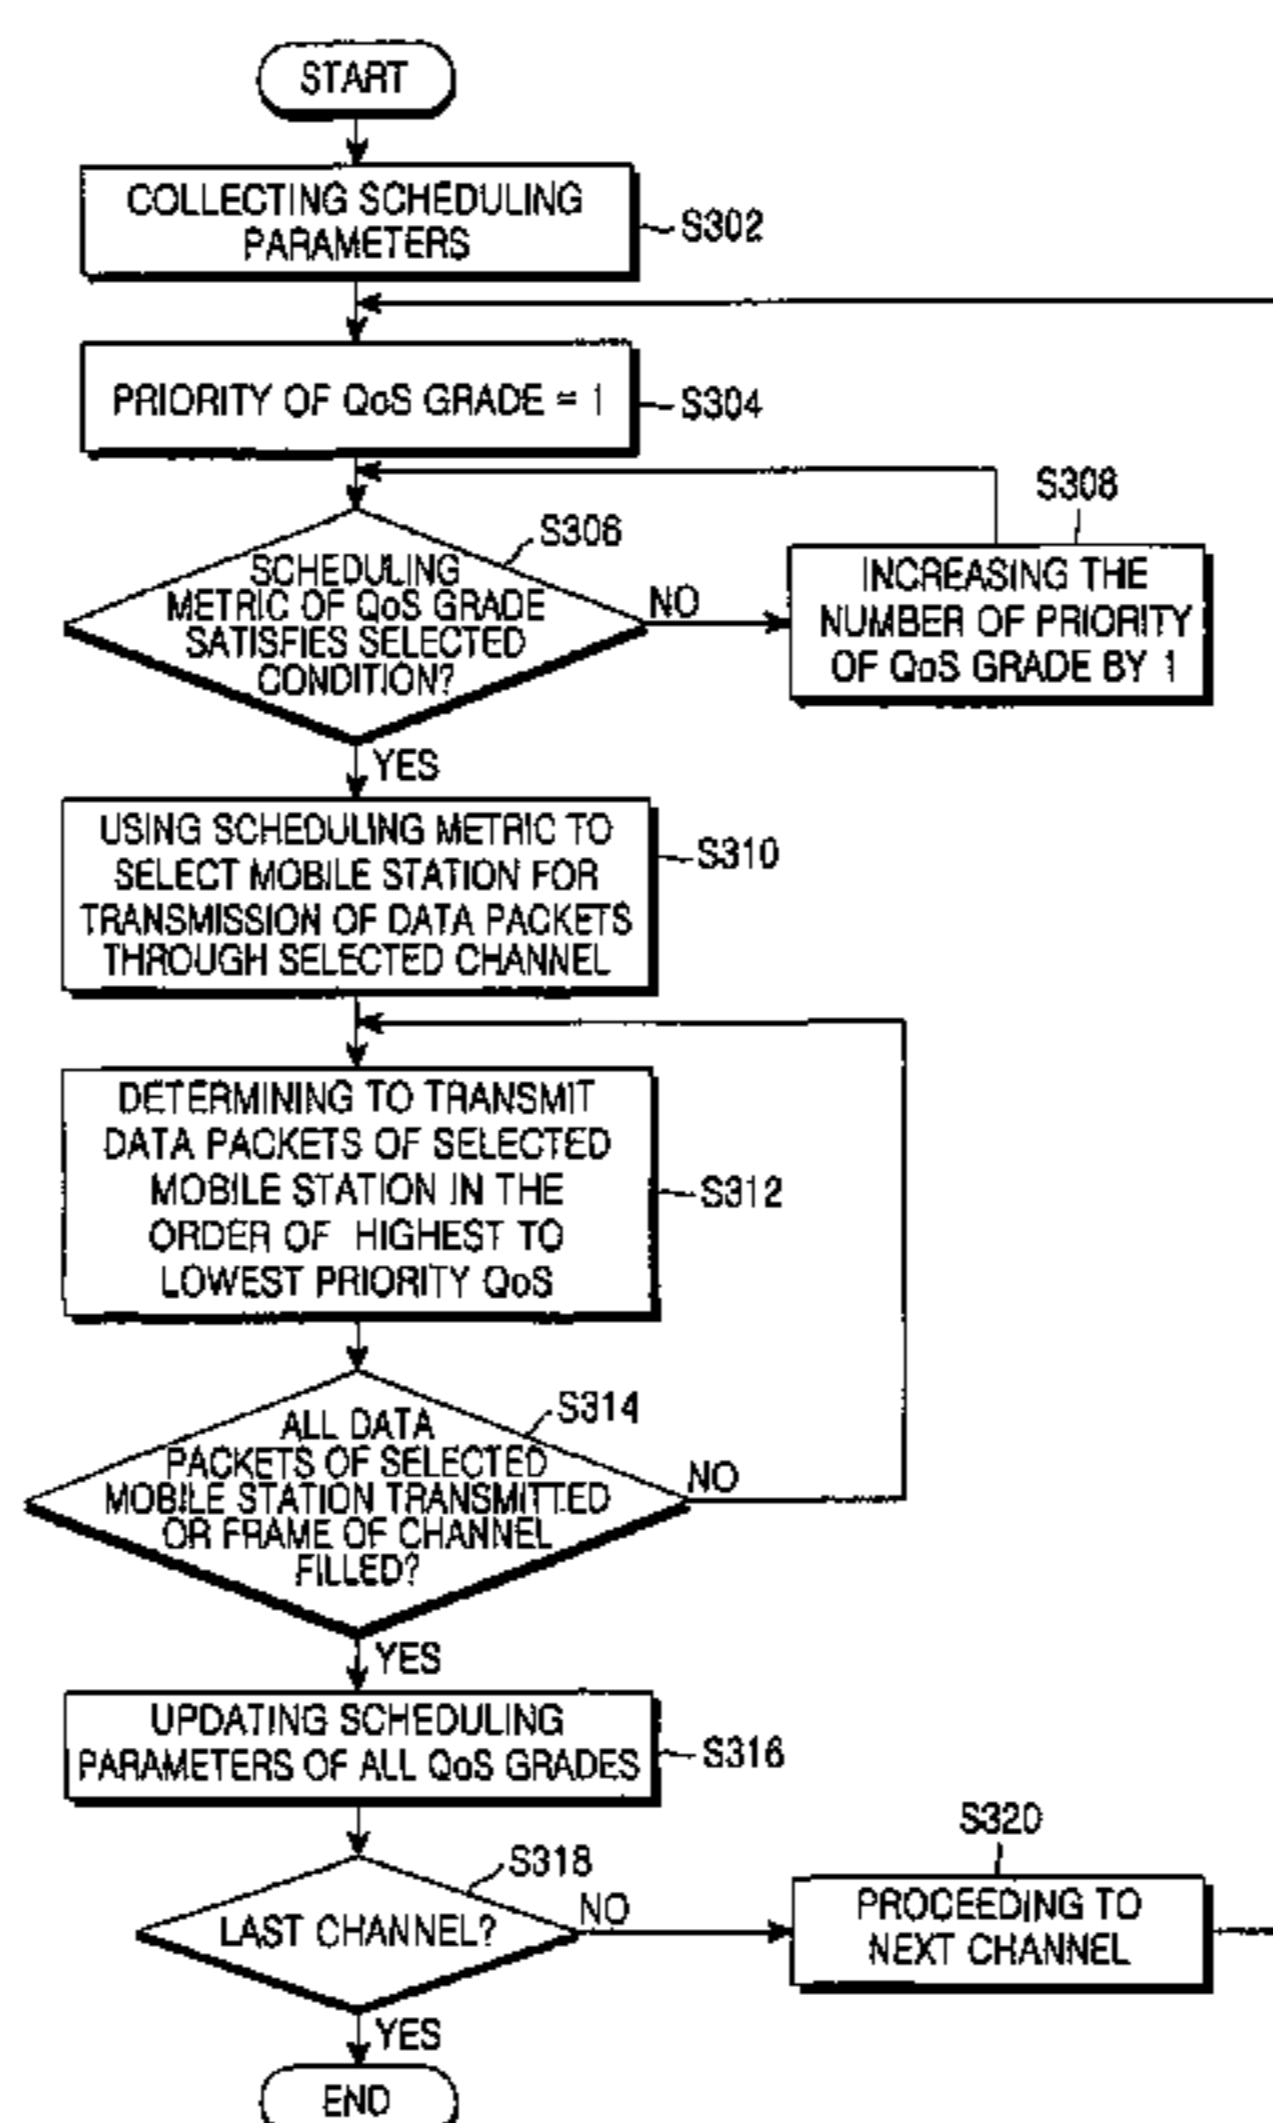 START
COLLECTING SCHEDULING
PARAMETERS
S302
PRIORITY OF QoS GRADE = 1
S304
S306
SCHEDULING
METRIC OF QoS GRADE
SATISFIES SELECTED
CONDITION?
NO
S308
INCREASING THE
NUMBER OF PRIORITY
OF QoS GRADE BY 1
YES
USING SCHEDULING METRIC TO
SELECT MOBILE STATION FOR
TRANSMISSION OF DATA PACKETS
THROUGH SELECTED CHANNEL
S310
DETERMINING TO TRANSMIT
DATA PACKETS OF SELECTED
MOBILE STATION IN THE
ORDER OF HIGHEST TO
LOWEST PRIORITY QoS
S312
S314
ALL DATA
PACKETS OF SELECTED
MOBILE STATION TRANSMITTED
OR FRAME OF CHANNEL
FILLED?
NO
YES
UPDATING SCHEDULING
PARAMETERS OF ALL QoS GRADES
S316
S318
LAST CHANNEL?
NO
S320
PROCEEDING TO
NEXT CHANNEL
YES
END